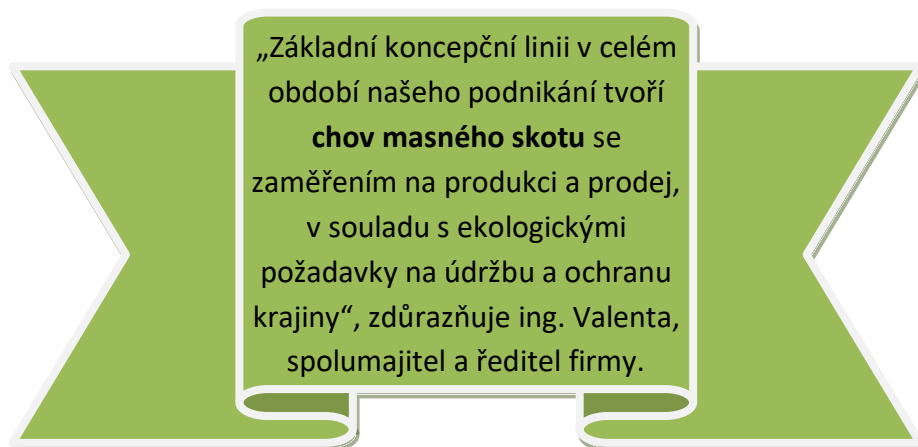 „Základní koncepční linii v celém
období našeho podnikání tvoří
chov masného skotu se
zaměřením na produkci a prodej,
v souladu s ekologickými
požadavky na údržbu a ochranu
krajiny“, zdůrazňuje ing. Valenta,
spolumajitel a ředitel firmy.